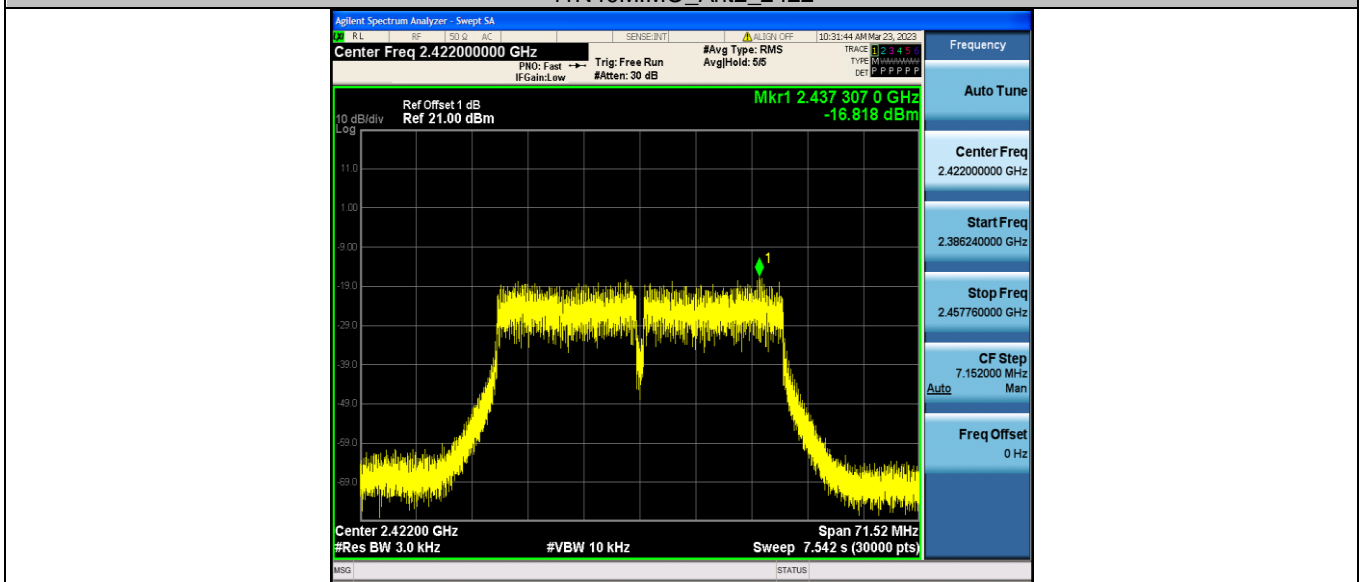 Agilent Spectrum Analyzer - Swept SA
RL RF 50 Ω AC SENSE:INT ALIGN OFF 10:31:44 AM Mar 23, 2023
Center Freq 2.422000000 GHz
PNO: Fast
IFGain:Low
Trig: Free Run
#Atten: 30 dB
#Avg Type: RMS
Avg|Hold: 5/5
TRACE 1 2 3 4 5 6
TYPE M
DET P P P P P P
Mkr1 2.437 307 0 GHz
-16.818 dBm
Ref Offset 1 dB
10 dB/div Ref 21.00 dBm
Log
11.0
1.00
-9.00
-19.0
-29.0
-39.0
-49.0
-59.0
-69.0
1
Center 2.42200 GHz Span 71.52 MHz
#Res BW 3.0 kHz #VBW 10 kHz Sweep 7.542 s (30000 pts)
MSG STATUS
Frequency
Auto Tune
Center Freq
2.422000000 GHz
Start Freq
2.386240000 GHz
Stop Freq
2.457760000 GHz
CF Step
7.152000 MHz
Auto Man
Freq Offset
0 Hz